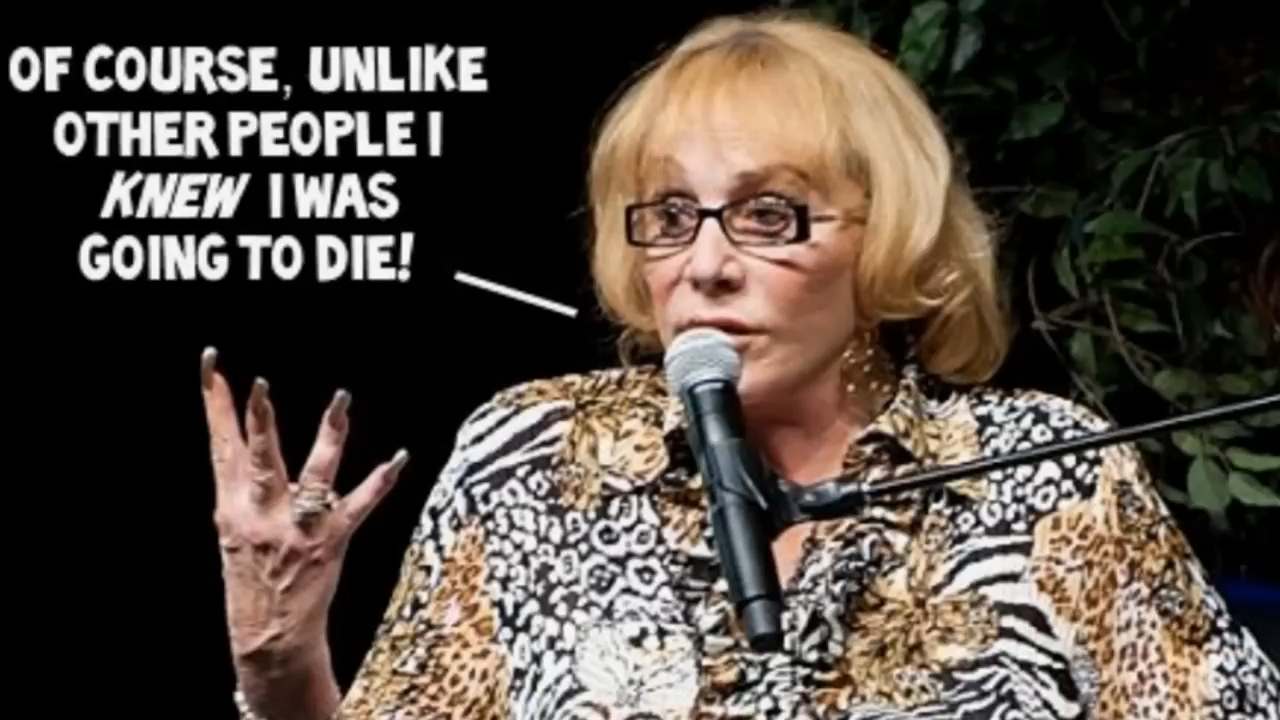 OF COURSE, UNLIKE
OTHER PEOPLE I
KNEW I WAS
GOING TO DIE!